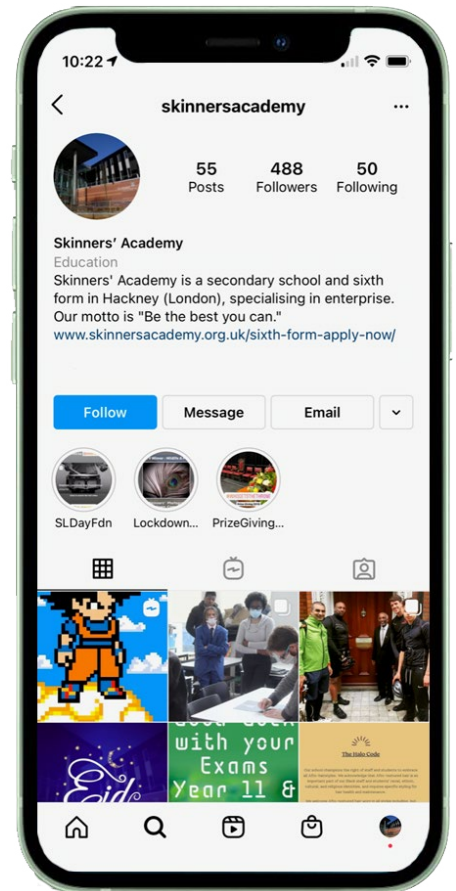 10:22
skinnersacademy
55 488 50
Posts Followers Following
Skinners' Academy
Education
Skinners' Academy is a secondary school and sixth
form in Hackney (London), specialising in enterprise.
Our motto is "Be the best you can."
www.skinnersacademy.org.uk/sixth-form-apply-now/
Follow Message Email
SLDayFdn Lockdown... PrizeGiving...
with your
Exams
Year 11 &
Eid
The Halo Code